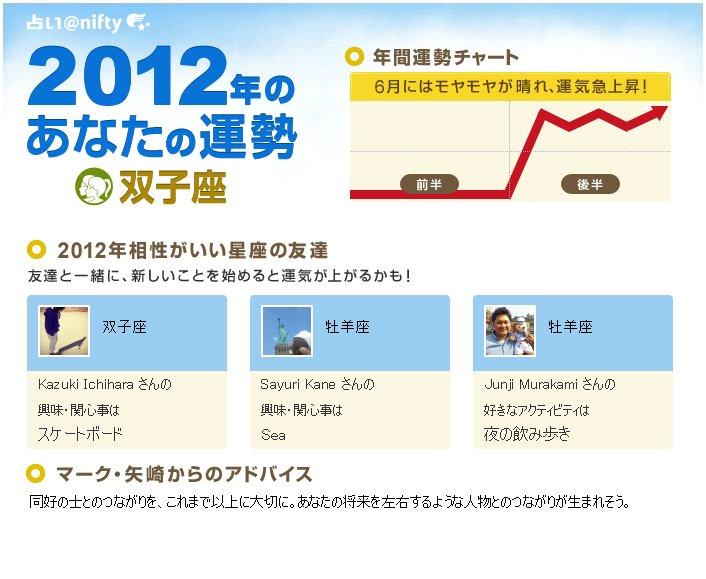 占い@nifty
2012年の
あなたの運勢
双子座
年間運勢チャート
6月にはモヤモヤが晴れ、運気急上昇!
前半
後半
2012年相性がいい星座の友達
友達と一緒に、新しいことを始めると運気が上がるかも!
双子座
Kazuki Ichihara さんの
興味・関心事は
スケートボード
牡羊座
Sayuri Kane さんの
興味・関心事は
Sea
牡羊座
Junji Murakami さんの
好きなアクティビティは
夜の飲み歩き
マーク・矢崎からのアドバイス
同好の士とのつながりを、これまで以上に大切に。あなたの将来を左右するような人物とのつながりが生まれそう。